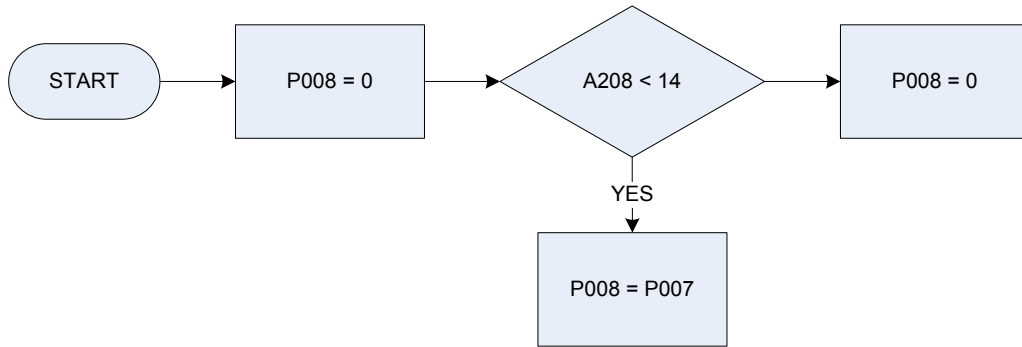 START
P008 = 0
A208 < 14
P008 = 0
YES
P008 = P007